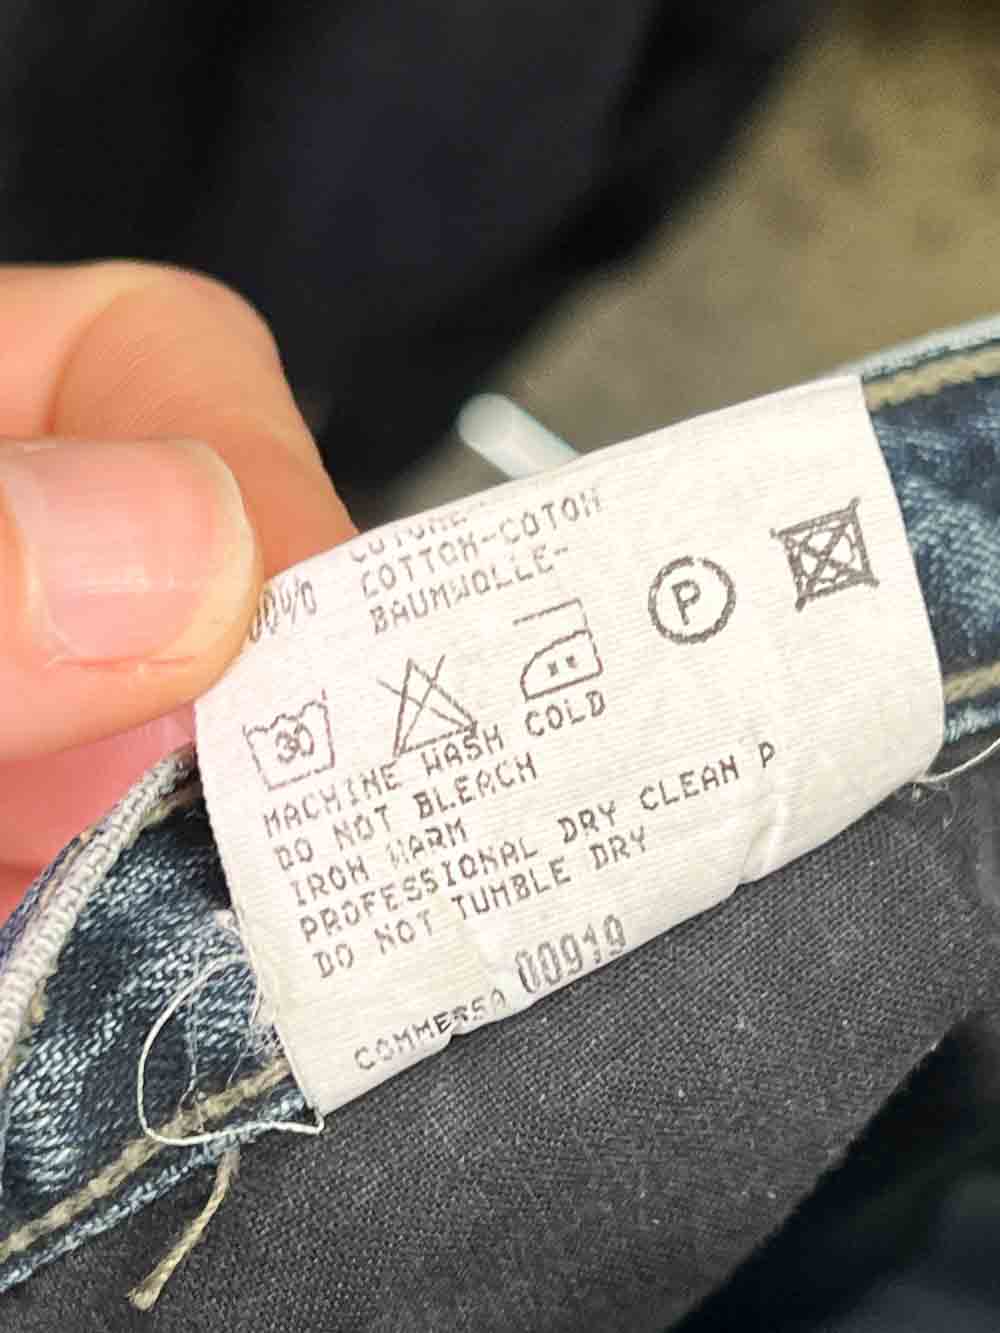 COTTON-COTON
BAUMWOLLE-
30
P
MACHINE WASH COLD
DO NOT BLEACH
IRON WARM
PROFESSIONAL DRY CLEAN P
DO NOT TUMBLE DRY
COMMESSA 00919